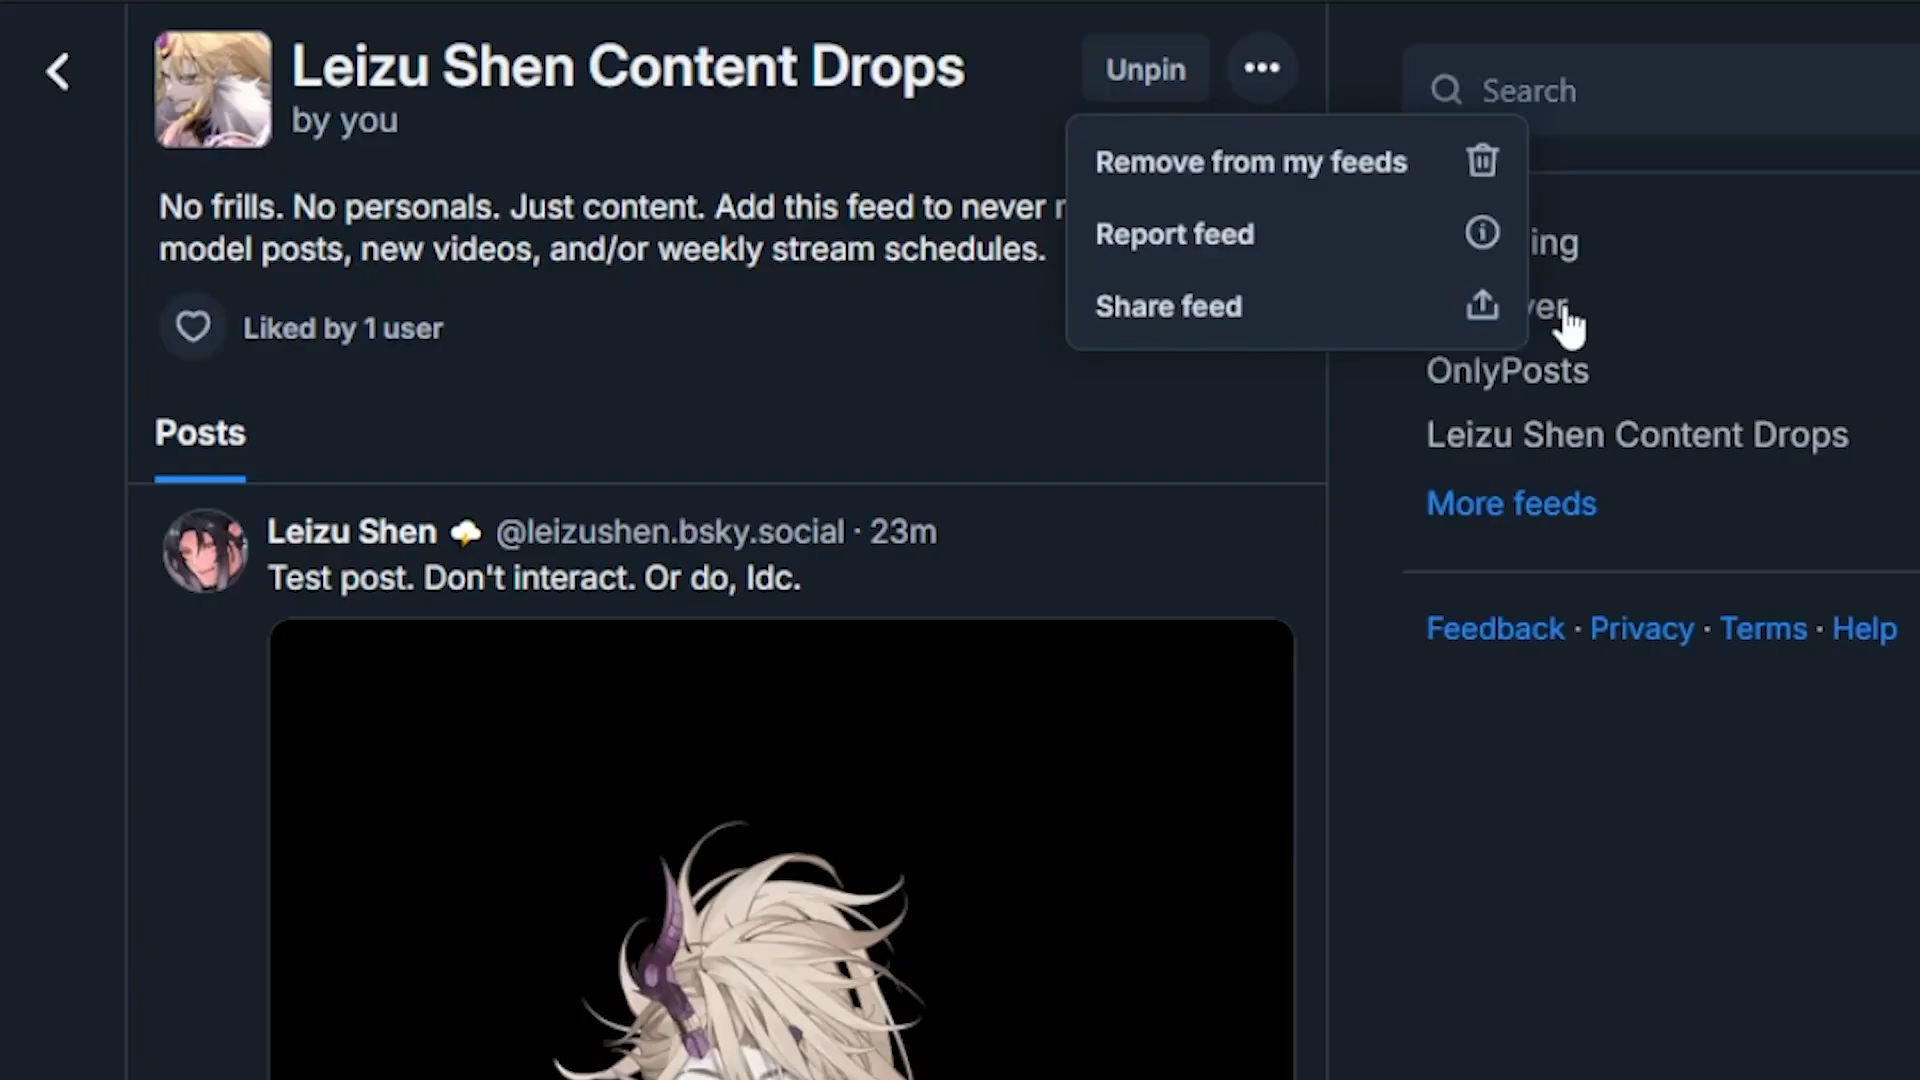 Leizu Shen Content Drops
by you
Unpin
Search
No frills. No personals. Just content. Add this feed to never
model posts, new videos, and/or weekly stream schedules.
Liked by 1 user
Remove from my feeds
Report feed
Share feed
OnlyPosts
Leizu Shen Content Drops
More feeds
Feedback · Privacy · Terms · Help
Posts
Leizu Shen 🌩️ @leizushen.bsky.social · 23m
Test post. Don't interact. Or do, Idc.